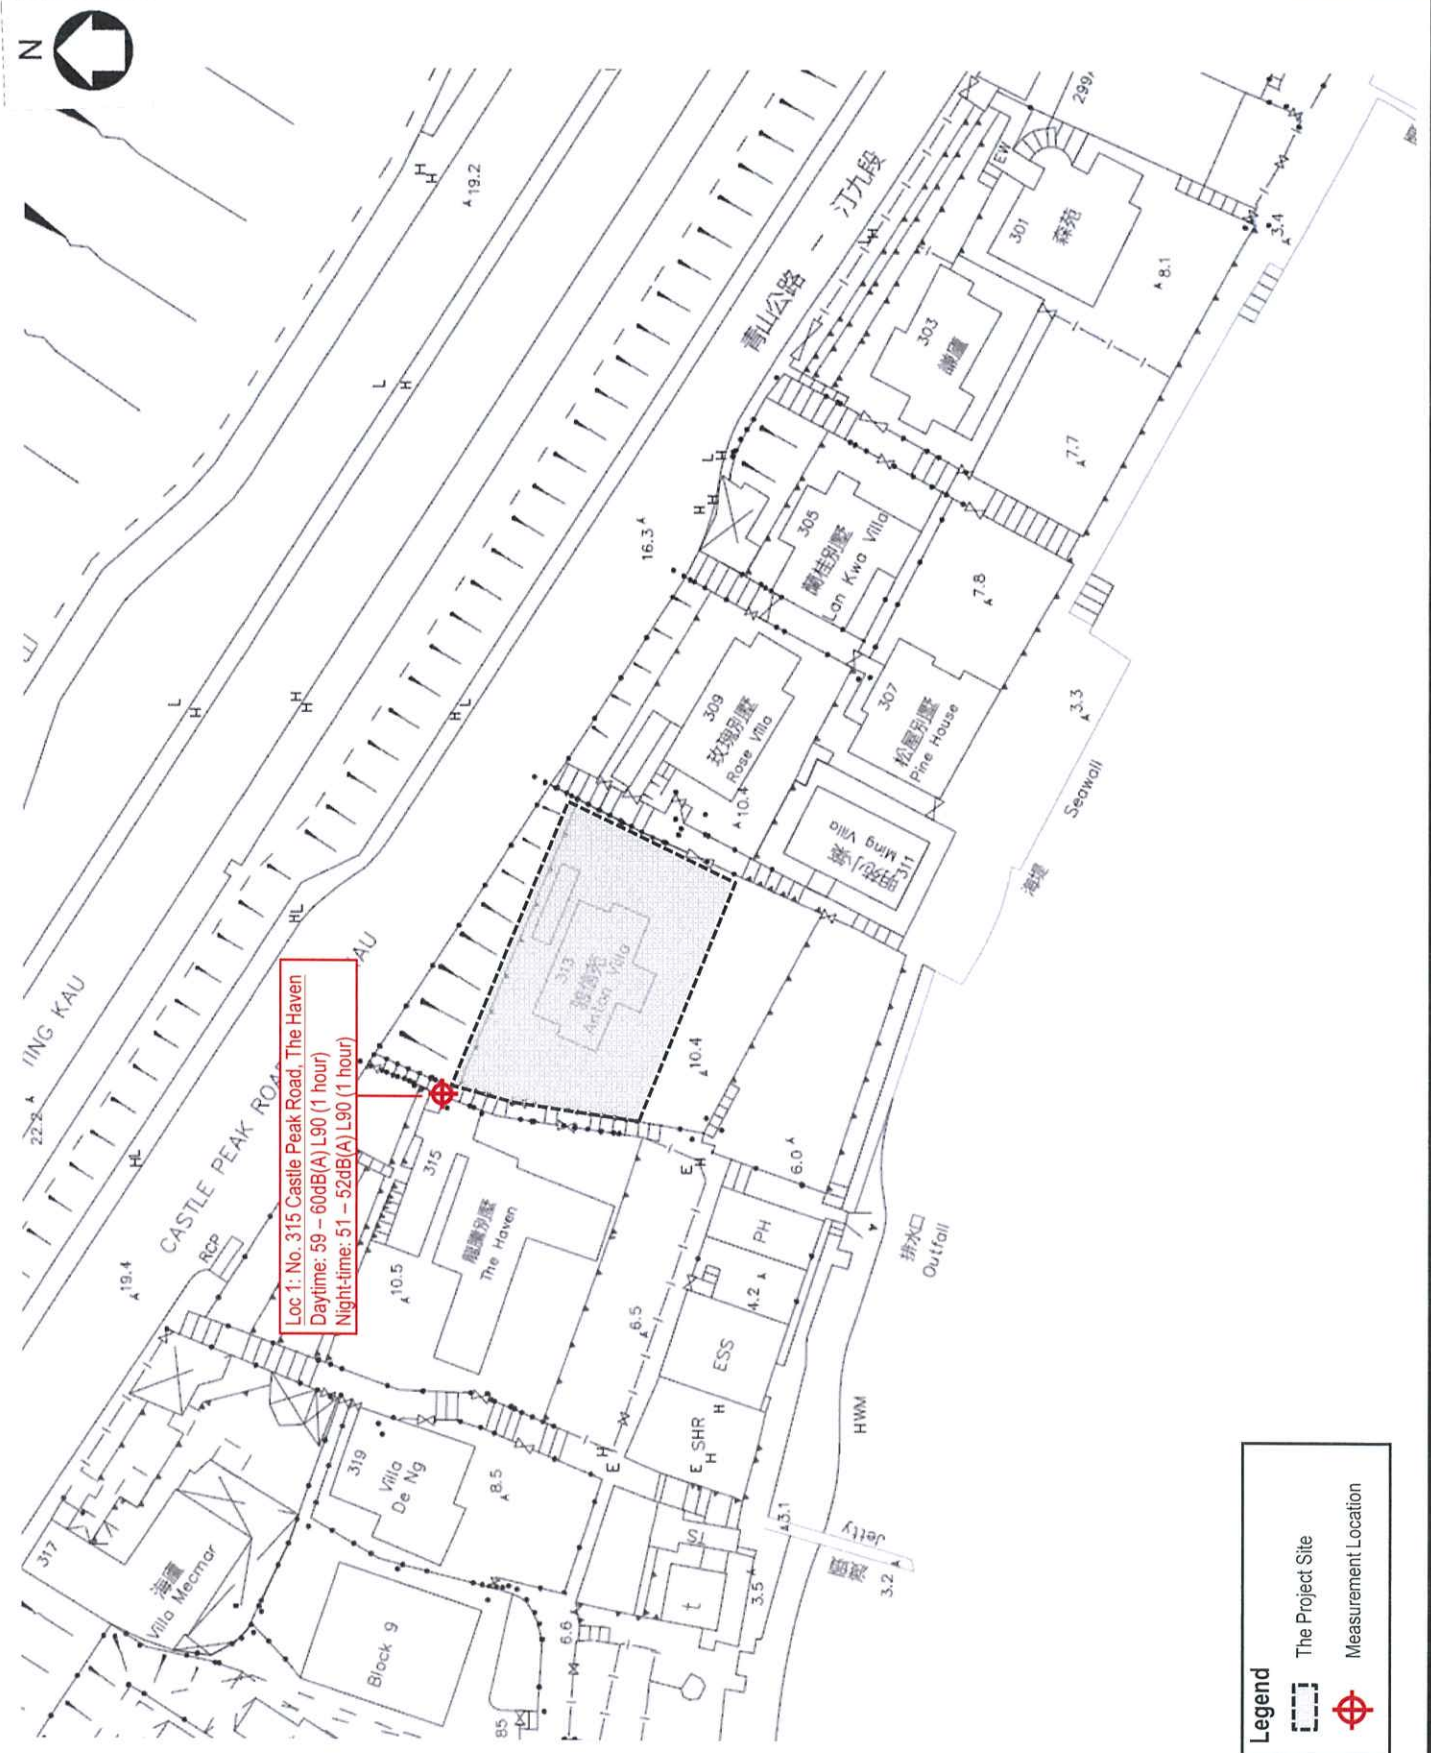 N
19.2
22.2
TING KAU
CASTLE PEAK ROA
AU
青山公路 — 汀九段
19.4
RCP
16.3
Loc 1: No. 315 Castle Peak Road, The Haven
Daytime: 59 – 60dB(A) L90 (1 hour)
Night-time: 51 – 52dB(A) L90 (1 hour)
317
海廬
Villa Mecmar
319
Villa
De Ng
8.5
Block 9
85
6.6
315
龍騰別墅
The Haven
10.5
6.5
313
Anton Villa
10.4
309
玫瑰別墅
Rose Villa
10.4
305
蘭桂別墅
Lan Kwa Villa
307
松屋別墅
Pine House
311
Ming Villa
303
301
森苑
EW
299A
8.1
7.7
7.8
3.4
3.3
Seawall
海堤
6.0
PH
4.2
ESS
SHR
排水口
Outfall
HWM
3.1
Jetty
3.2
3.5
TS
t
H
L
HL
E
Legend
The Project Site
Measurement Location